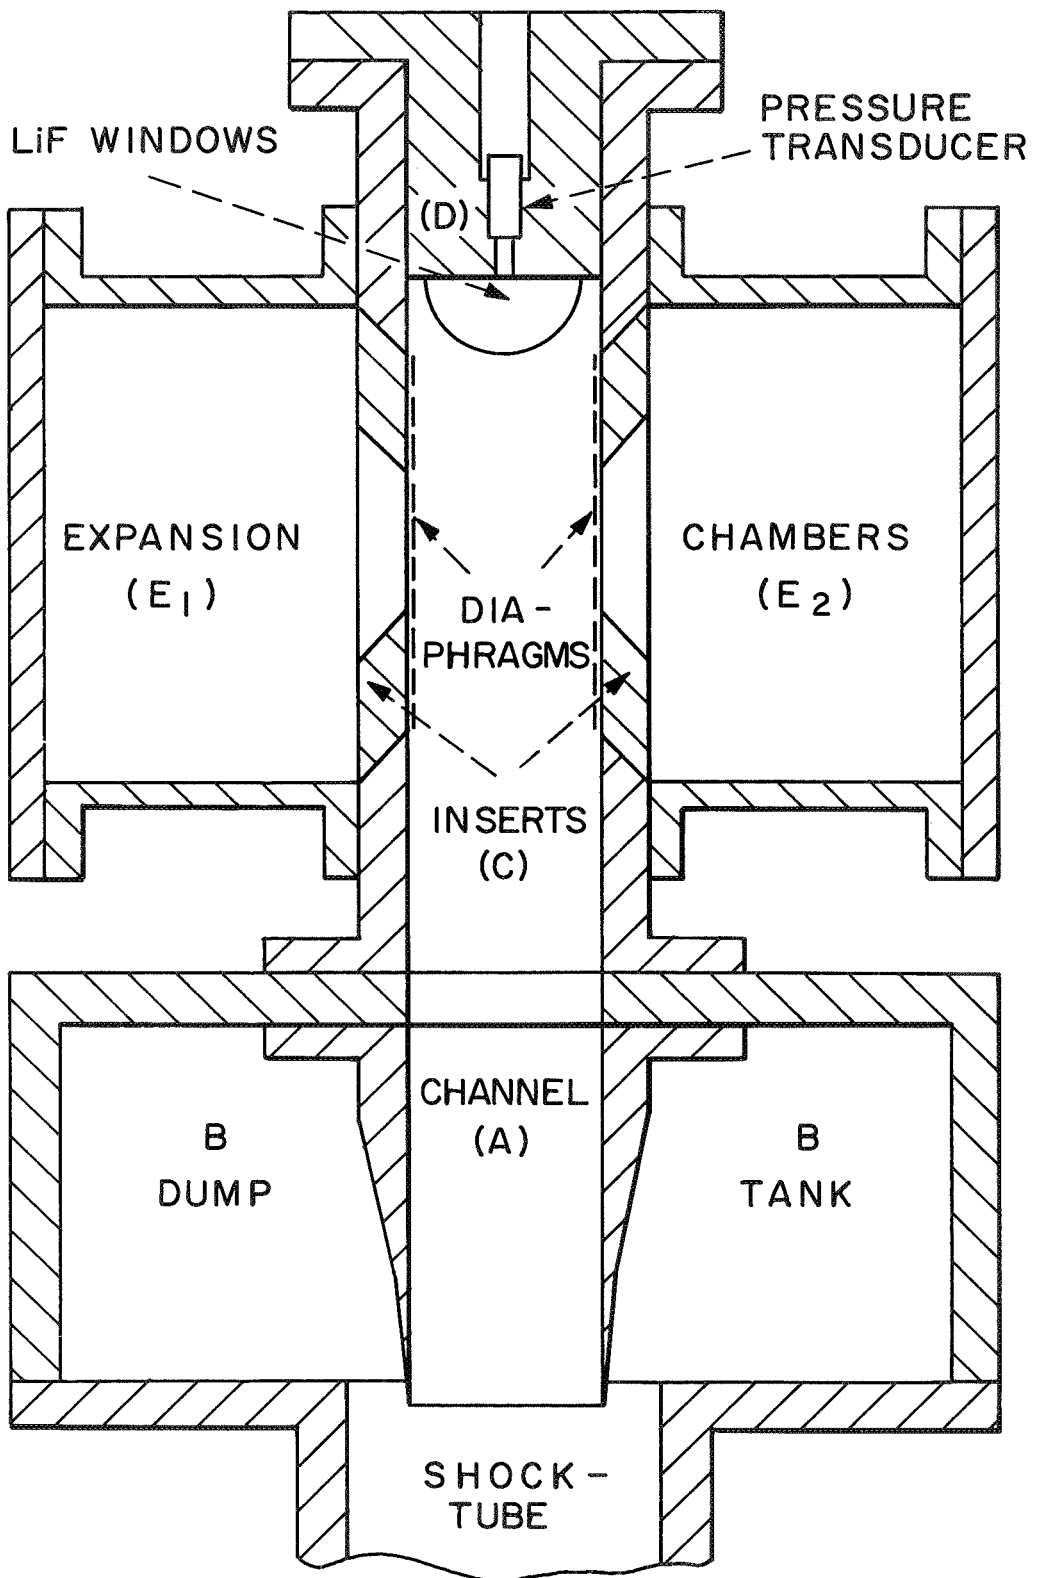 PRESSURE
TRANSDUCER
LiF WINDOWS
(D)
EXPANSION
(E1)
CHAMBERS
(E2)
DIA-
PHRAGMS
INSERTS
(C)
CHANNEL
(A)
B
DUMP
B
TANK
SHOCK-
TUBE